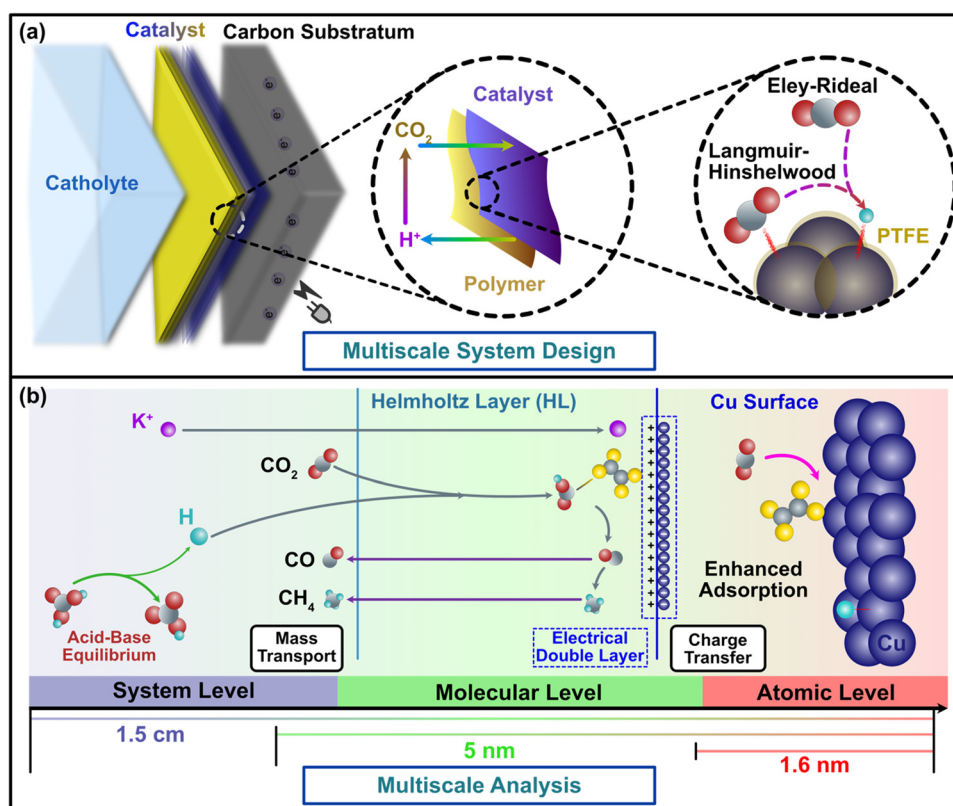 (a)
Catalyst
Carbon Substratum
Catholyte
e⁻
e⁻
e⁻
e⁻
e⁻
e⁻
e⁻
e⁻
Catalyst
CO₂
H⁺
Polymer
Eley-Rideal
Langmuir-
Hinshelwood
PTFE
Multiscale System Design
(b)
Helmholtz Layer (HL)
Cu Surface
K⁺
CO₂
H
CO
CH₄
Acid-Base
Equilibrium
Mass
Transport
Electrical
Double Layer
Charge
Transfer
Enhanced
Adsorption
Cu
System Level
Molecular Level
Atomic Level
1.5 cm
5 nm
1.6 nm
Multiscale Analysis